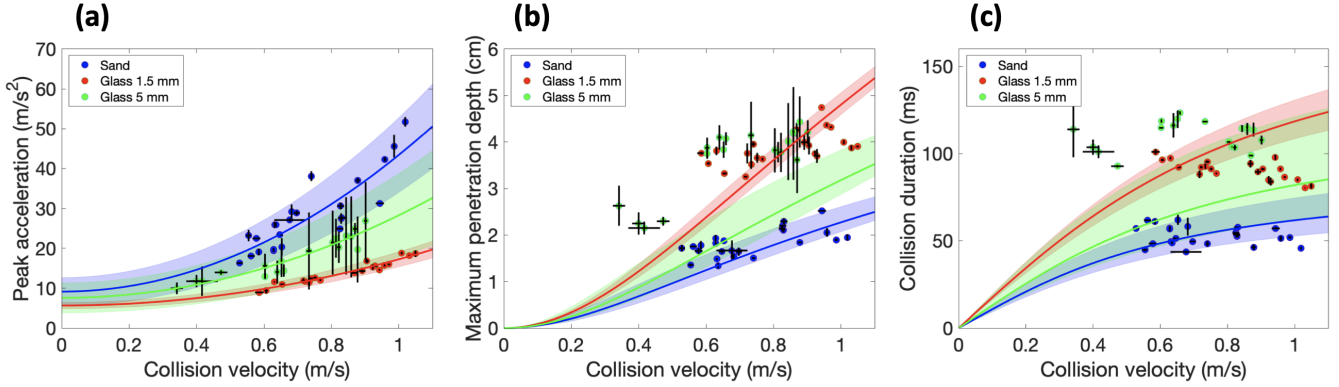 (a)
Peak acceleration (m/s²)
70
60
50
40
30
20
10
0
Sand
Glass 1.5 mm
Glass 5 mm
0 0.2 0.4 0.6 0.8 1
Collision velocity (m/s)
(b)
Maximum penetration depth (cm)
6
5
4
3
2
1
0
Sand
Glass 1.5 mm
Glass 5 mm
0 0.2 0.4 0.6 0.8 1
Collision velocity (m/s)
(c)
Collision duration (ms)
150
100
50
0
Sand
Glass 1.5 mm
Glass 5 mm
0 0.2 0.4 0.6 0.8 1
Collision velocity (m/s)